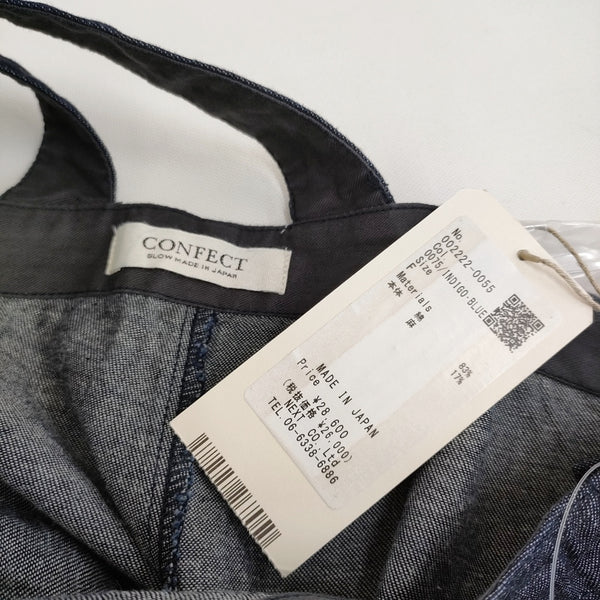 CONFECT
SLOW MADE IN JAPAN
No 002222-0055
Col 0075/INDIGO:BLUE
Size F
Materials
本体 綿 83%
麻 17%
MADE IN JAPAN
Price ¥28,600
(税抜価格 ¥26,000)
NEXT CO.,Ltd
TEL.06-6338-6886